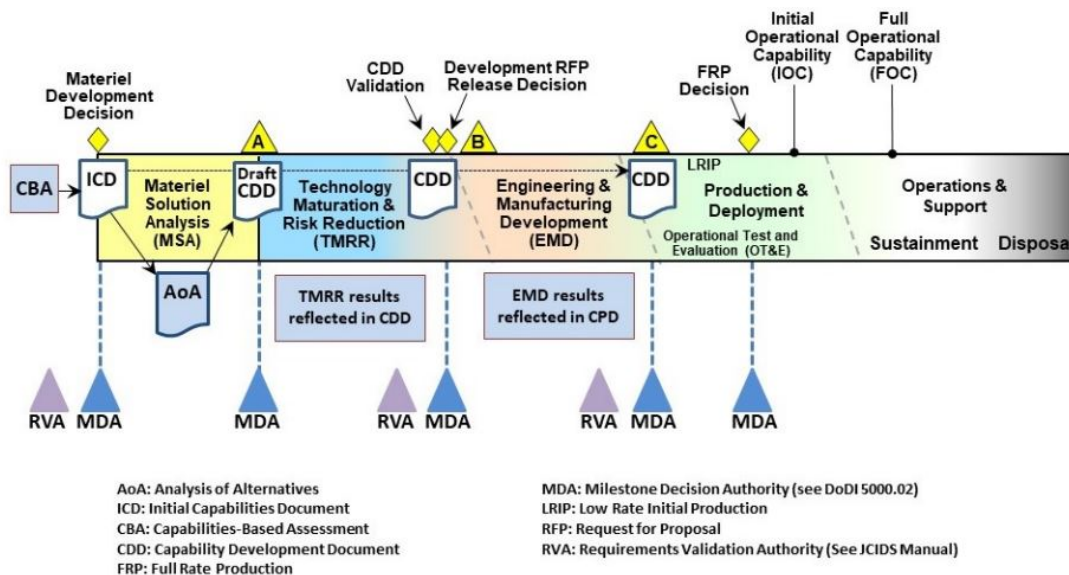 Materiel
Development
Decision
CDD
Validation
Development RFP
Release Decision
FRP
Decision
Initial
Operational
Capability
(IOC)
Full
Operational
Capability
(FOC)
A
B
C
CBA
ICD
Materiel
Solution
Analysis
(MSA)
Draft
CDD
Technology
Maturation &
Risk Reduction
(TMRR)
CDD
Engineering &
Manufacturing
Development
(EMD)
CDD
LRIP
Production &
Deployment
Operational Test and
Evaluation (OT&E)
Operations &
Support
Sustainment
Disposa
AoA
TMRR results
reflected in CDD
EMD results
reflected in CPD
RVA
MDA
MDA
RVA
MDA
RVA
MDA
MDA
AoA: Analysis of Alternatives
ICD: Initial Capabilities Document
CBA: Capabilities-Based Assessment
CDD: Capability Development Document
FRP: Full Rate Production
MDA: Milestone Decision Authority (see DoDI 5000.02)
LRIP: Low Rate Initial Production
RFP: Request for Proposal
RVA: Requirements Validation Authority (See JCIDS Manual)